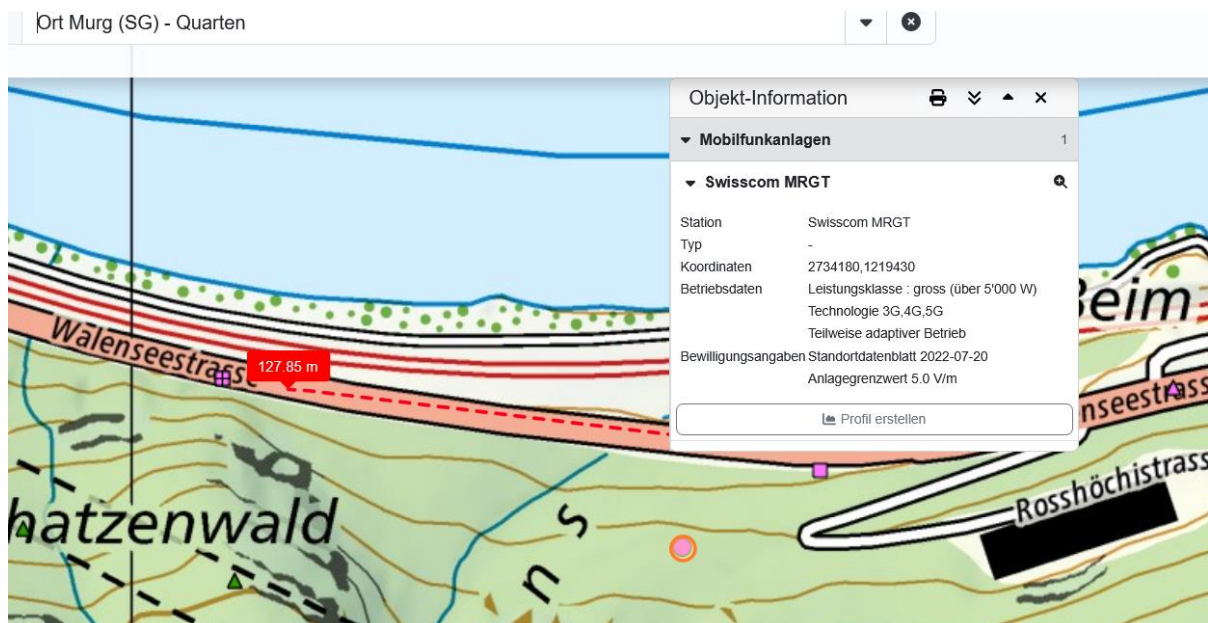 Ort Murg (SG) - Quarten
Objekt-Information
Mobilfunkanlagen 1
Swisscom MRGT
Station Swisscom MRGT
Typ -
Koordinaten 2734180,1219430
Betriebsdaten Leistungsklasse : gross (über 5'000 W)
Technologie 3G,4G,5G
Teilweise adaptiver Betrieb
Bewilligungsangaben Standortdatenblatt 2022-07-20
Anlagegrenzwert 5.0 V/m
Profil erstellen
Beim
Walenseestrasse
127.85 m
nseestrass
Rosshöchistrass
hatzenwald
n s